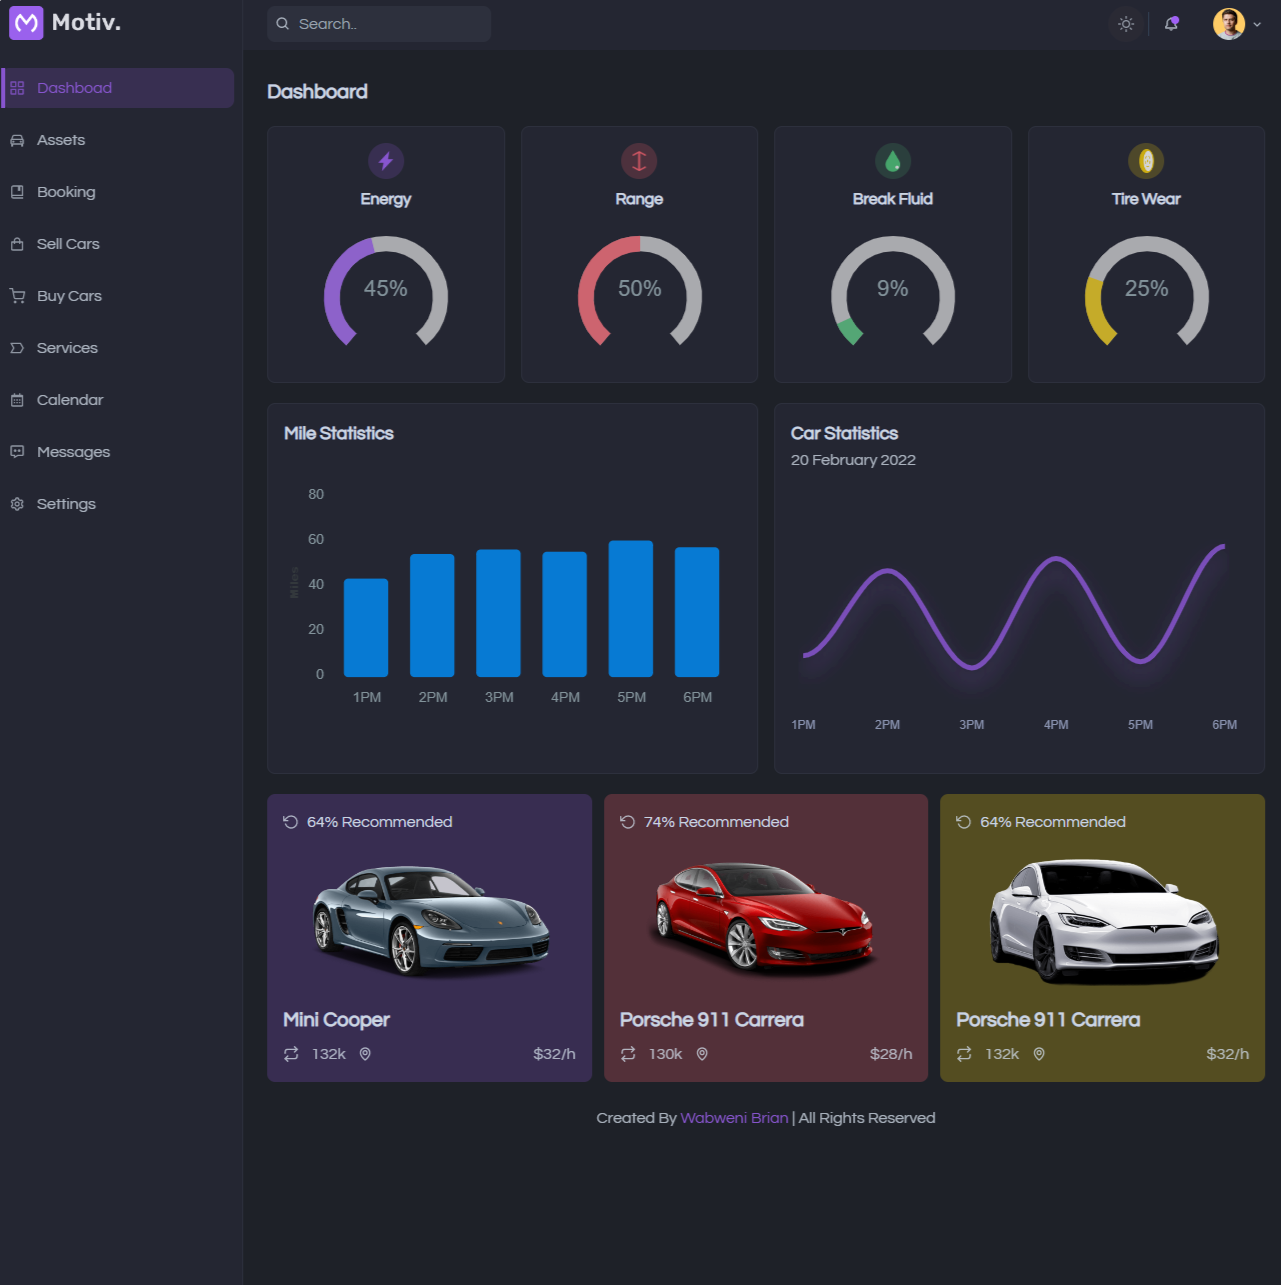 Motiv.
Search..
Dashboad
Assets
Booking
Sell Cars
Buy Cars
Services
Calendar
Messages
Settings
Dashboard
Energy
45%
Range
50%
Break Fluid
9%
Tire Wear
25%
Mile Statistics
Miles
80
60
40
20
0
1PM 2PM 3PM 4PM 5PM 6PM
Car Statistics
20 February 2022
1PM 2PM 3PM 4PM 5PM 6PM
64% Recommended
Mini Cooper
132k $32/h
74% Recommended
Porsche 911 Carrera
130k $28/h
64% Recommended
Porsche 911 Carrera
132k $32/h
Created By Wabweni Brian | All Rights Reserved